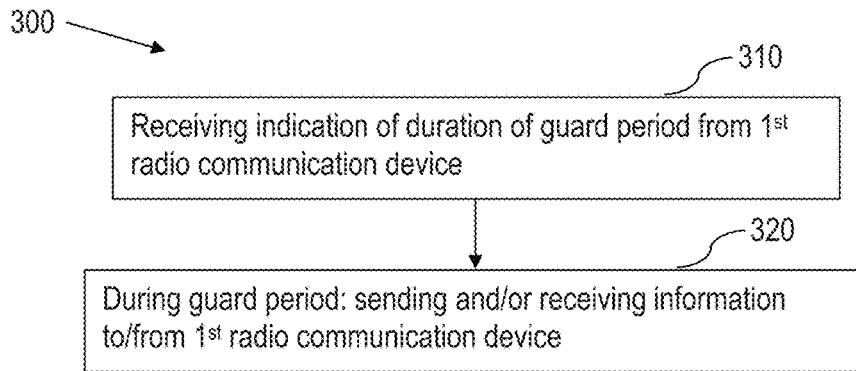 300
310
Receiving indication of duration of guard period from 1st
radio communication device
320
During guard period: sending and/or receiving information
to/from 1st radio communication device